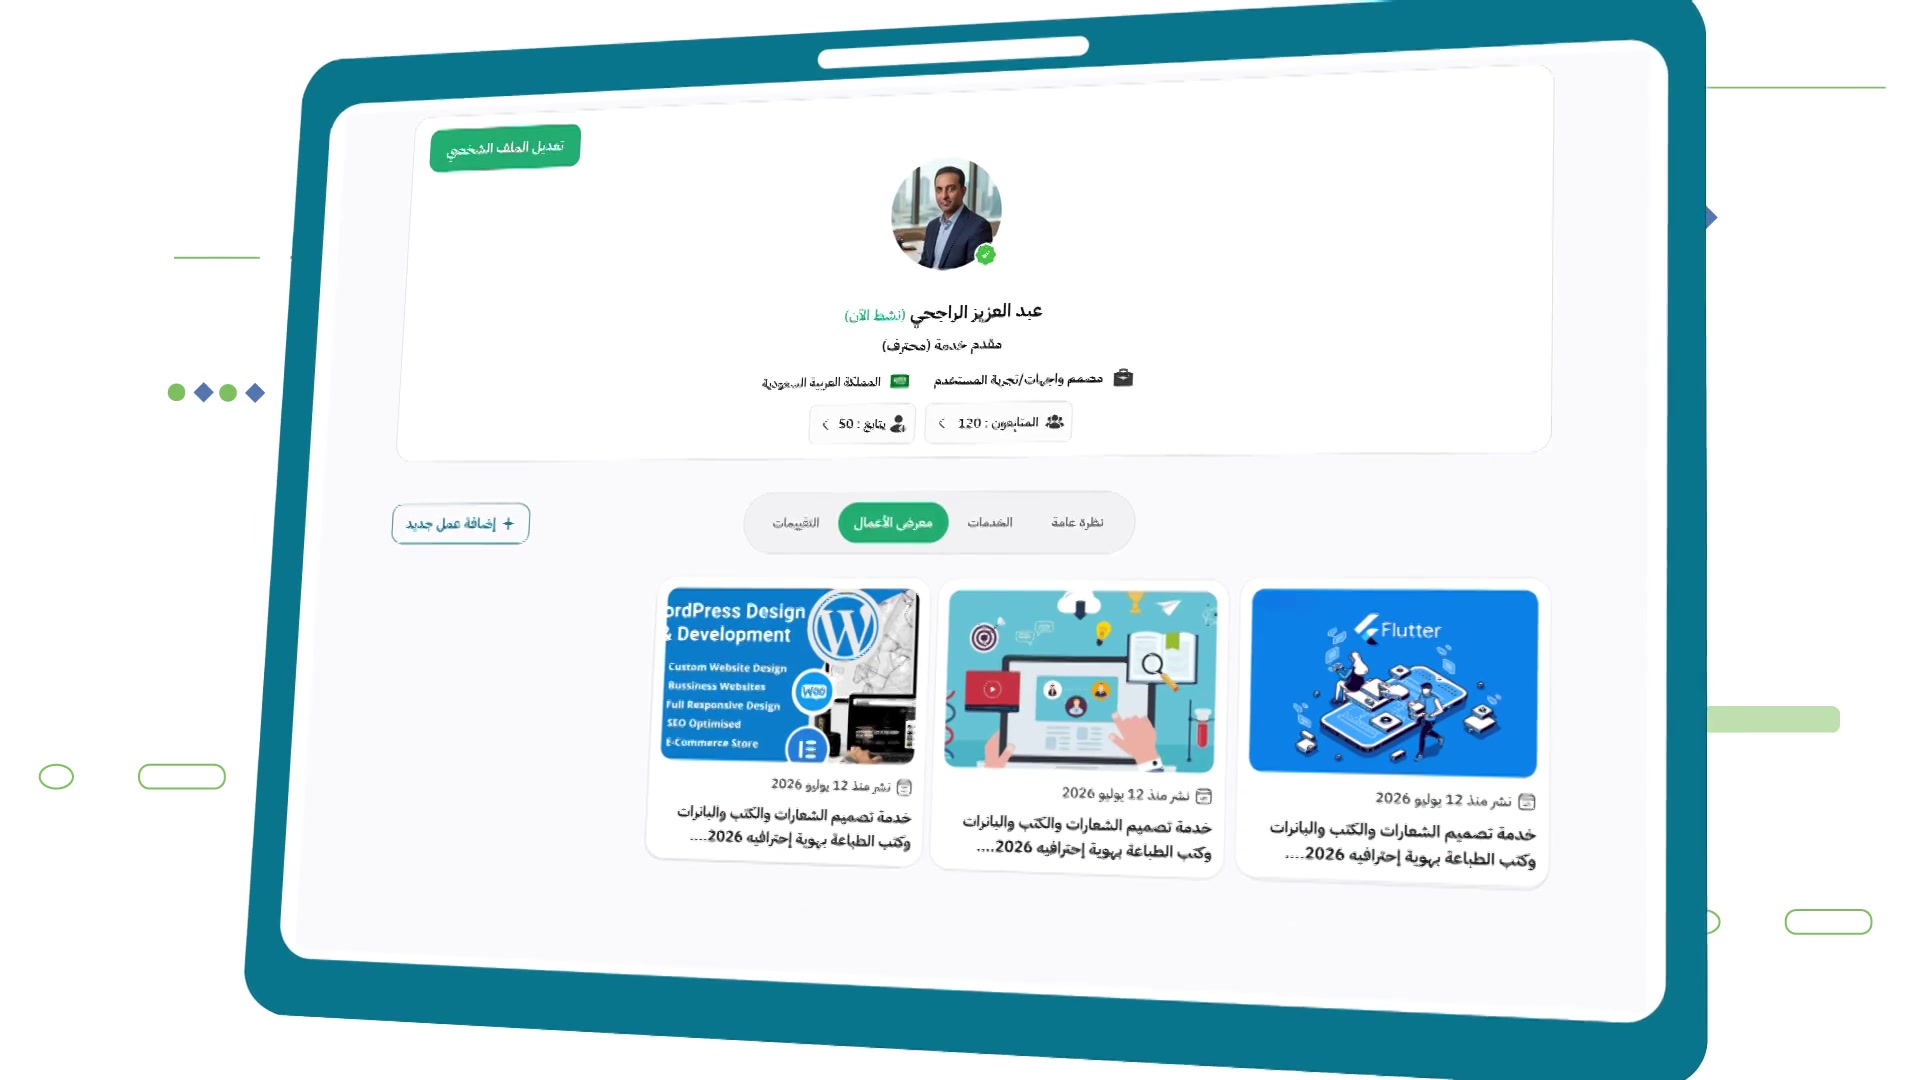 تعديل الملف الشخصي
عبد العزيز الراجحي (نشط الآن)
مقدم خدمة (محترف)
مصمم واجهات/تجربة المستخدم
المملكة العربية السعودية
المتابعون : 120
يتابع : 50
نظرة عامة
الخدمات
معرض الأعمال
التقييمات
+ إضافة عمل جديد
Flutter
نشر منذ 12 يوليو 2026
خدمة تصميم الشعارات والكتب والبانرات
وكتب الطباعة بهوية إحترافيه 2026....
نشر منذ 12 يوليو 2026
خدمة تصميم الشعارات والكتب والبانرات
وكتب الطباعة بهوية إحترافيه 2026....
ordPress Design
& Development
Custom Website Design
Bussiness Websites
Full Responsive Design
SEO Optimised
E-Commerce Store
W
Woo
نشر منذ 12 يوليو 2026
خدمة تصميم الشعارات والكتب والبانرات
وكتب الطباعة بهوية إحترافيه 2026....